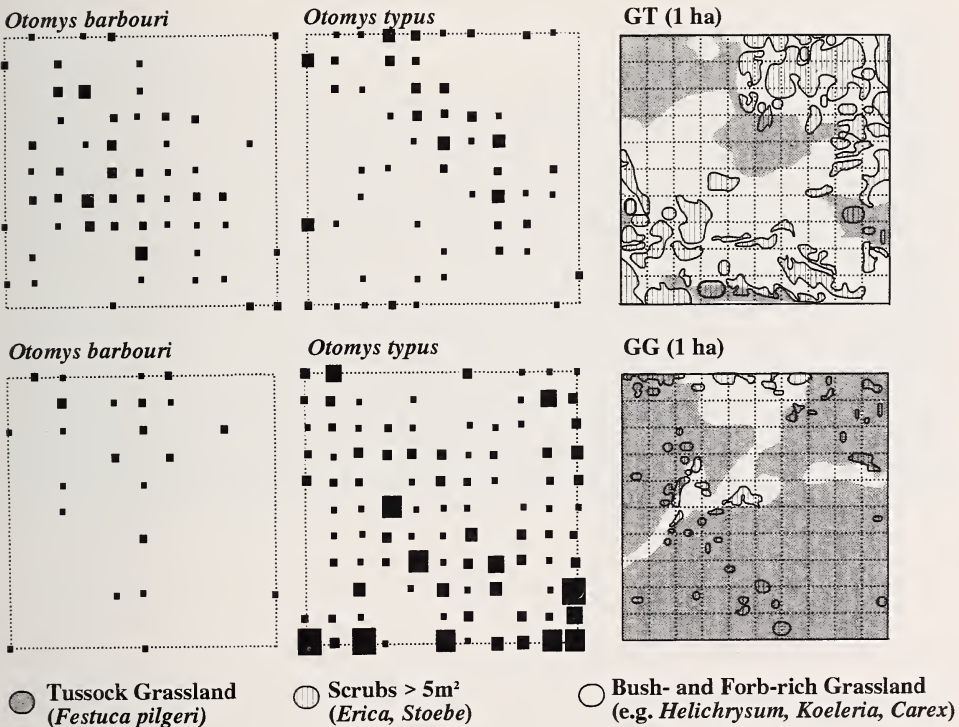 Otomys barbouri
Otomys typus
GT (1 ha)
Otomys barbouri
Otomys typus
GG (1 ha)
Tussock Grassland
(Festuca pilgeri)
Scrubs > 5m²
(Erica, Stoebe)
Bush- and Forb-rich Grassland
(e.g. Helichrysum, Koeleria, Carex)